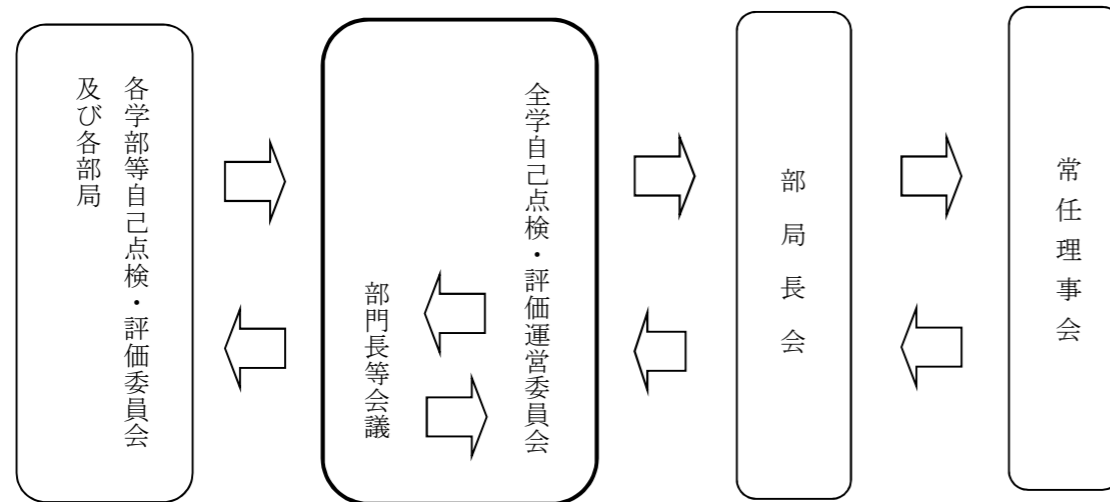 各学部等自己点検・評価委員会
及び各部局
全学自己点検・評価運営委員会
部門長等会議
部局長会
常任理事会